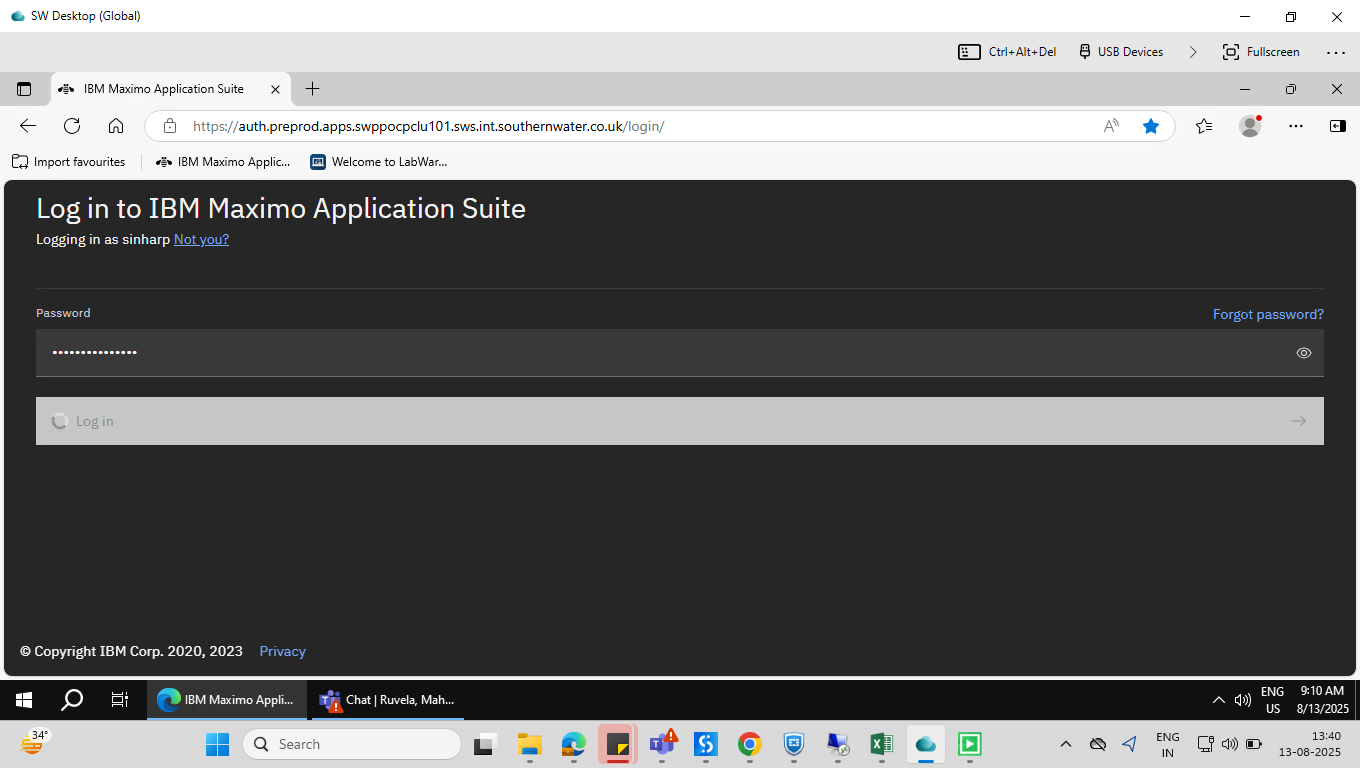 SW Desktop (Global)
Ctrl+Alt+Del
USB Devices
Fullscreen
IBM Maximo Application Suite
https://auth.preprod.apps.swppocpclu101.sws.int.southernwater.co.uk/login/
Import favourites
IBM Maximo Applic...
Welcome to LabWar...
Log in to IBM Maximo Application Suite
Logging in as sinharp Not you?
Password
Forgot password?
Log in
© Copyright IBM Corp. 2020, 2023 Privacy
IBM Maximo Appli...
Chat | Ruvela, Mah...
ENG
US
9:10 AM
8/13/2025
34°
Search
ENG
IN
13:40
13-08-2025